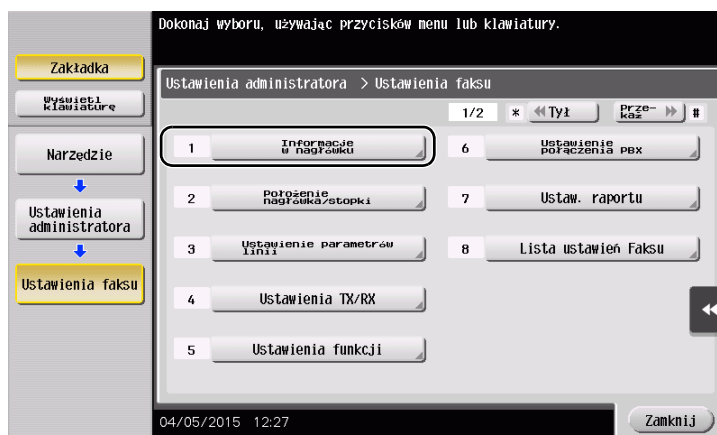 Dokonaj wyboru, używając przycisków menu lub klawiatury.
Zakładka
Wyświetl
klawiaturę
Ustawienia administratora > Ustawienia faksu
1/2 * Tył Prze-
każ #
Narzędzie
Ustawienia
administratora
Ustawienia faksu
1 Informacje
w nagłówku
2 Położenie
nagłówka/stopki
3 Ustawienie parametrów
linii
4 Ustawienia TX/RX
5 Ustawienia funkcji
6 Ustawienie
połączenia PBX
7 Ustaw. raportu
8 Lista ustawień Faksu
04/05/2015 12:27
Zamknij